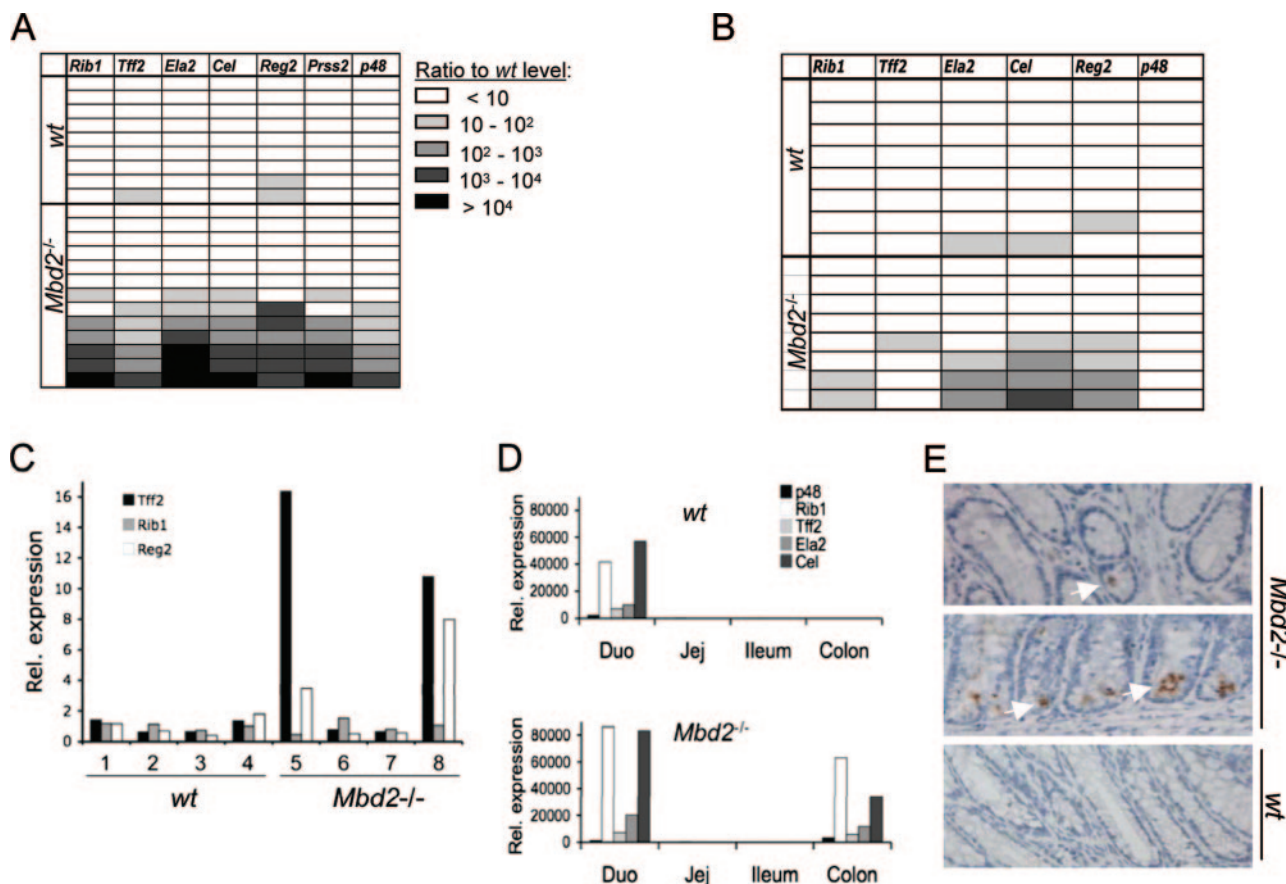 A
Rib1 Tff2 Ela2 Cel Reg2 Prss2 p48
wt
Mbd2-/-
Ratio to wt level:
< 10
10 - 10²
10² - 10³
10³ - 10⁴
> 10⁴
B
Rib1 Tff2 Ela2 Cel Reg2 p48
wt
Mbd2-/-
C
Rel. expression
16
14
12
10
8
6
4
2
0
Tff2
Rib1
Reg2
1 2 3 4 5 6 7 8
wt Mbd2-/-
D
wt
Rel. expression
80000
60000
40000
20000
0
p48
Rib1
Tff2
Ela2
Cel
Duo Jej Ileum Colon
Mbd2-/-
Rel. expression
80000
60000
40000
20000
0
Duo Jej Ileum Colon
E
Mbd2-/-
wt